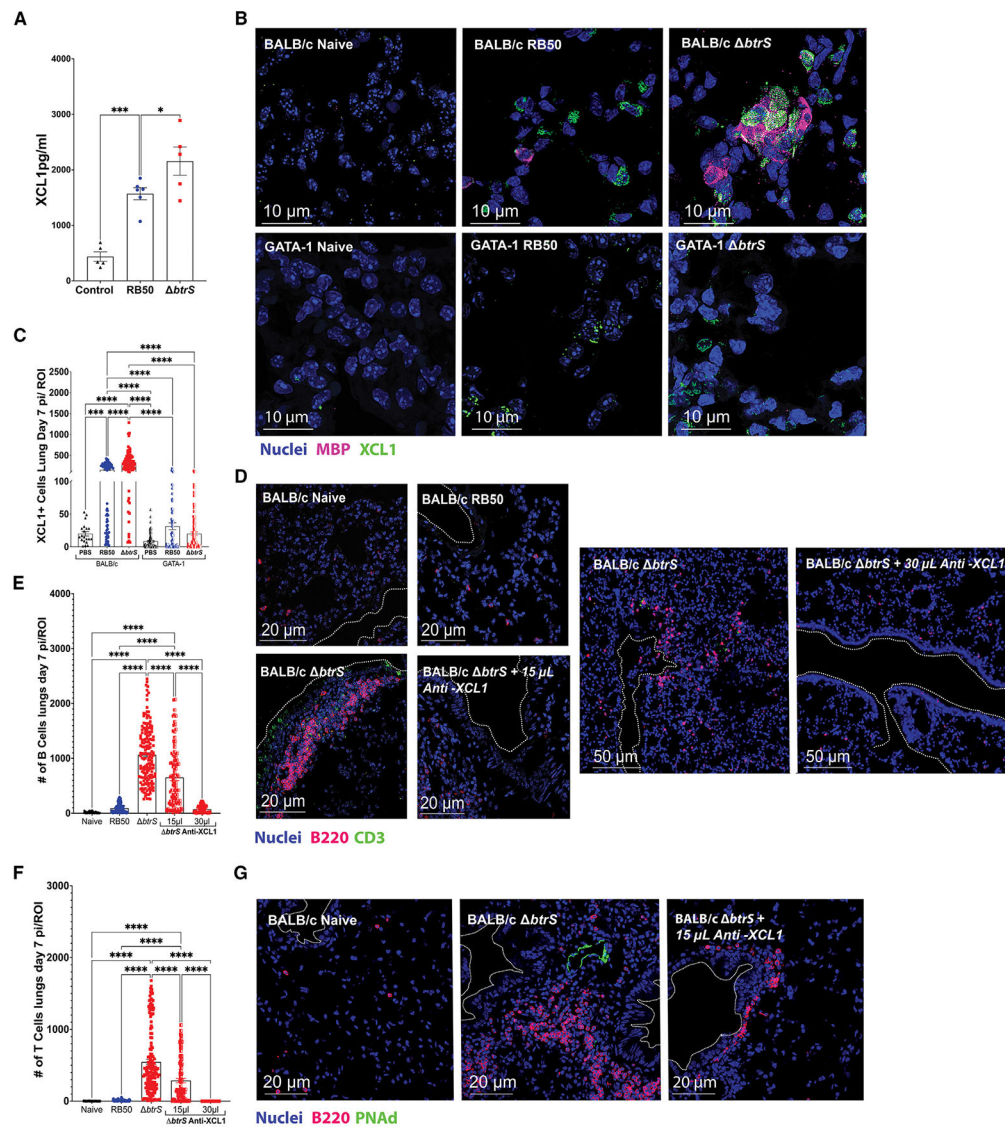 A
XCL1pg/ml
4000
3000
2000
1000
0
***
*
Control RB50 ΔbtrS
B
BALB/c Naive
10 µm
BALB/c RB50
10 µm
BALB/c ΔbtrS
10 µm
GATA-1 Naive
10 µm
GATA-1 RB50
10 µm
GATA-1 ΔbtrS
10 µm
Nuclei MBP XCL1
C
XCL1+ Cells Lung Day 7 pi/ROI
2500
2000
1500
1000
500
100
50
0
****
****
****
****
**** ****
*** **** ****
PBS RB50 ΔbtrS PBS RB50 ΔbtrS
BALB/c GATA-1
D
BALB/c Naive
20 µm
BALB/c RB50
20 µm
BALB/c ΔbtrS
20 µm
BALB/c ΔbtrS + 15 µL
Anti -XCL1
20 µm
BALB/c ΔbtrS
50 µm
BALB/c ΔbtrS + 30 µL Anti -XCL1
50 µm
Nuclei B220 CD3
E
# of B Cells lungs day 7 pi/ROI
4000
3000
2000
1000
0
****
****
**** ****
**** **** ****
Naive RB50 ΔbtrS 15µl 30µl
ΔbtrS Anti-XCL1
F
# of T Cells lungs day 7 pi/ROI
3000
2000
1000
0
****
****
**** ****
**** **** ****
Naive RB50 ΔbtrS 15µl 30µl
ΔbtrS Anti-XCL1
G
BALB/c Naive
20 µm
BALB/c ΔbtrS
20 µm
BALB/c ΔbtrS +
15 µL Anti -XCL1
20 µm
Nuclei B220 PNAd